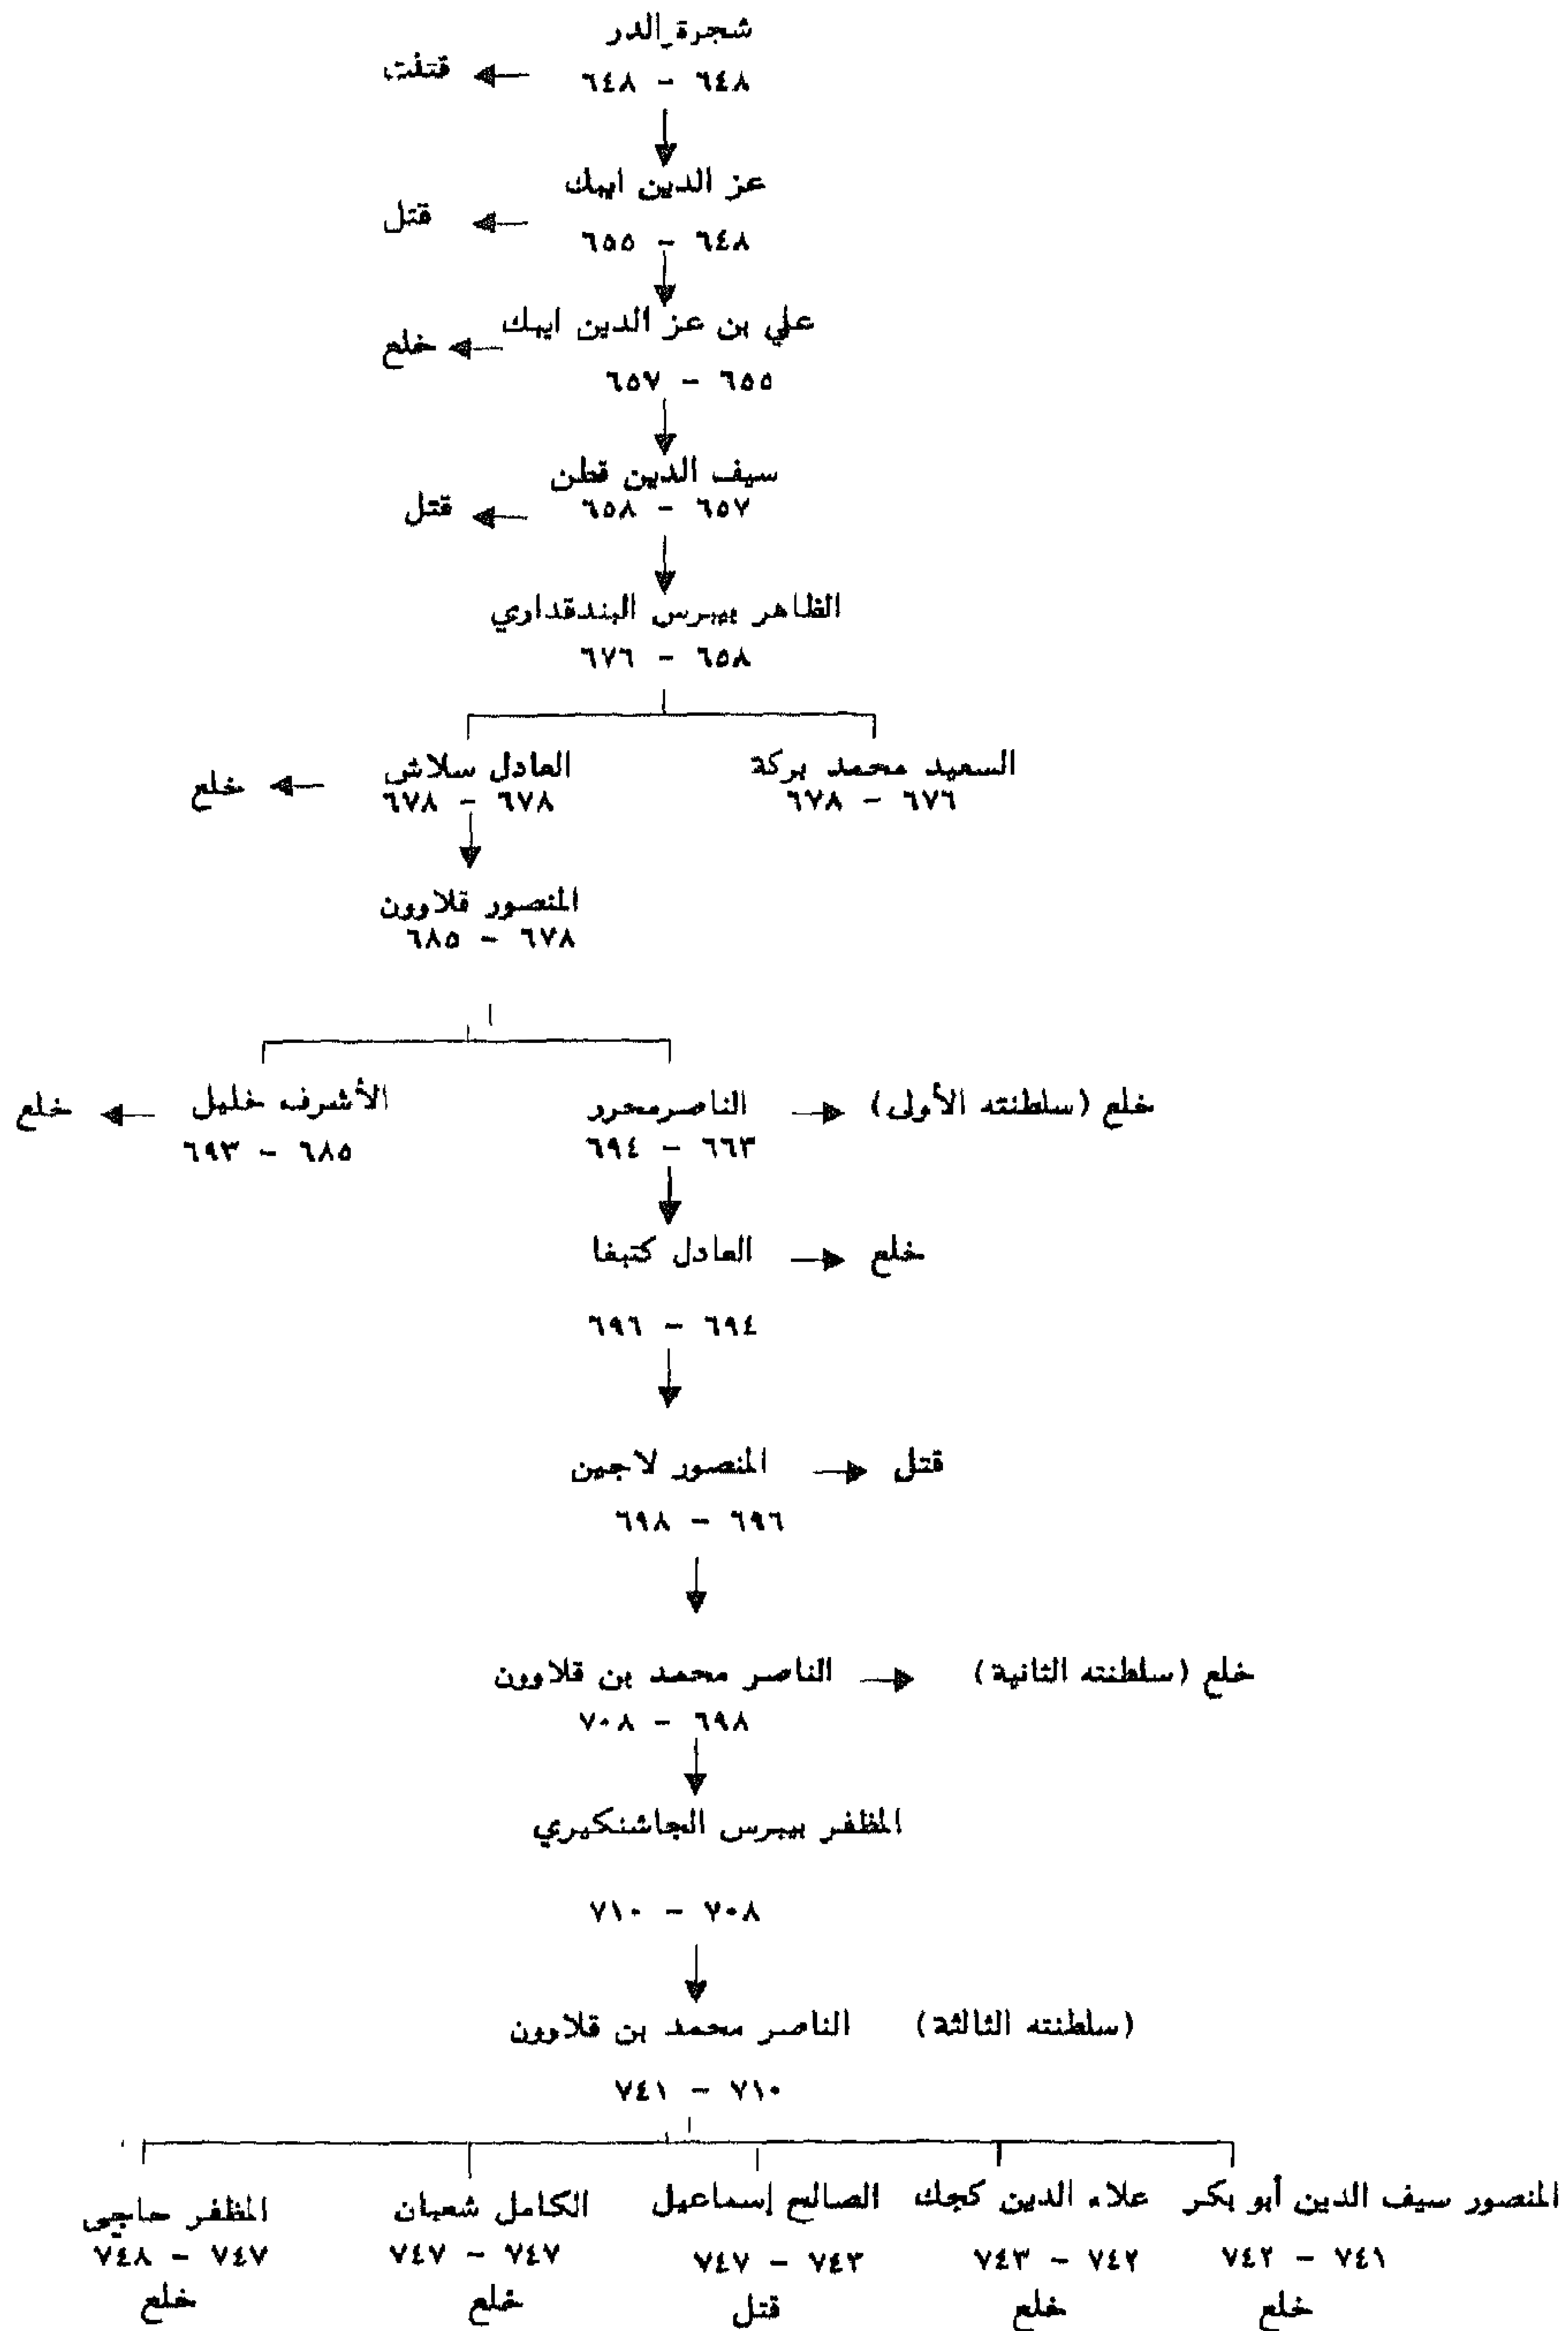 شجرة الدر
٦٤٨ - ٦٤٨ ← قتلت
عز الدين ايبك
٦٤٨ - ٦٥٥ ← قتل
علي بن عز الدين ايبك ← خلع
٦٥٥ - ٦٥٧
سيف الدين قطن
٦٥٧ - ٦٥٨ ← قتل
الظاهر بيبرس البندقداري
٦٥٨ - ٦٧٦
السعيد محمد بركة
٦٧٦ - ٦٧٨
العادل سلاش ← خلع
٦٧٨ - ٦٧٨
المنصور قلاوون
٦٧٨ - ٦٨٥
خلع (سلطنته الأولى) الناصر محرر
٦٦٣ - ٦٩٤
الأشرف خليل ← خلع
٦٨٥ - ٦٩٣
خلع العادل كتبفا
٦٩٤ - ٦٩٦
قتل المنصور لاجين
٦٩٦ - ٦٩٨
خلع (سلطنته الثانية) الناصر محمد بن قلاوون
٦٩٨ - ٧٠٨
المظفر بيبرس الجاشنكيري
٧٠٨ - ٧١٠
(سلطنته الثالثة) الناصر محمد بن قلاوون
٧١٠ - ٧٤١
المنصور سيف الدين أبو بكر
٧٤١ - ٧٤٢
خلع
علاء الدين كجك
٧٤٢ - ٧٤٣
خلع
الصالح إسماعيل
٧٤٣ - ٧٤٧
قتل
الكامل شعبان
٧٤٧ - ٧٤٧
خلع
المظفر حاجي
٧٤٧ - ٧٤٨
خلع